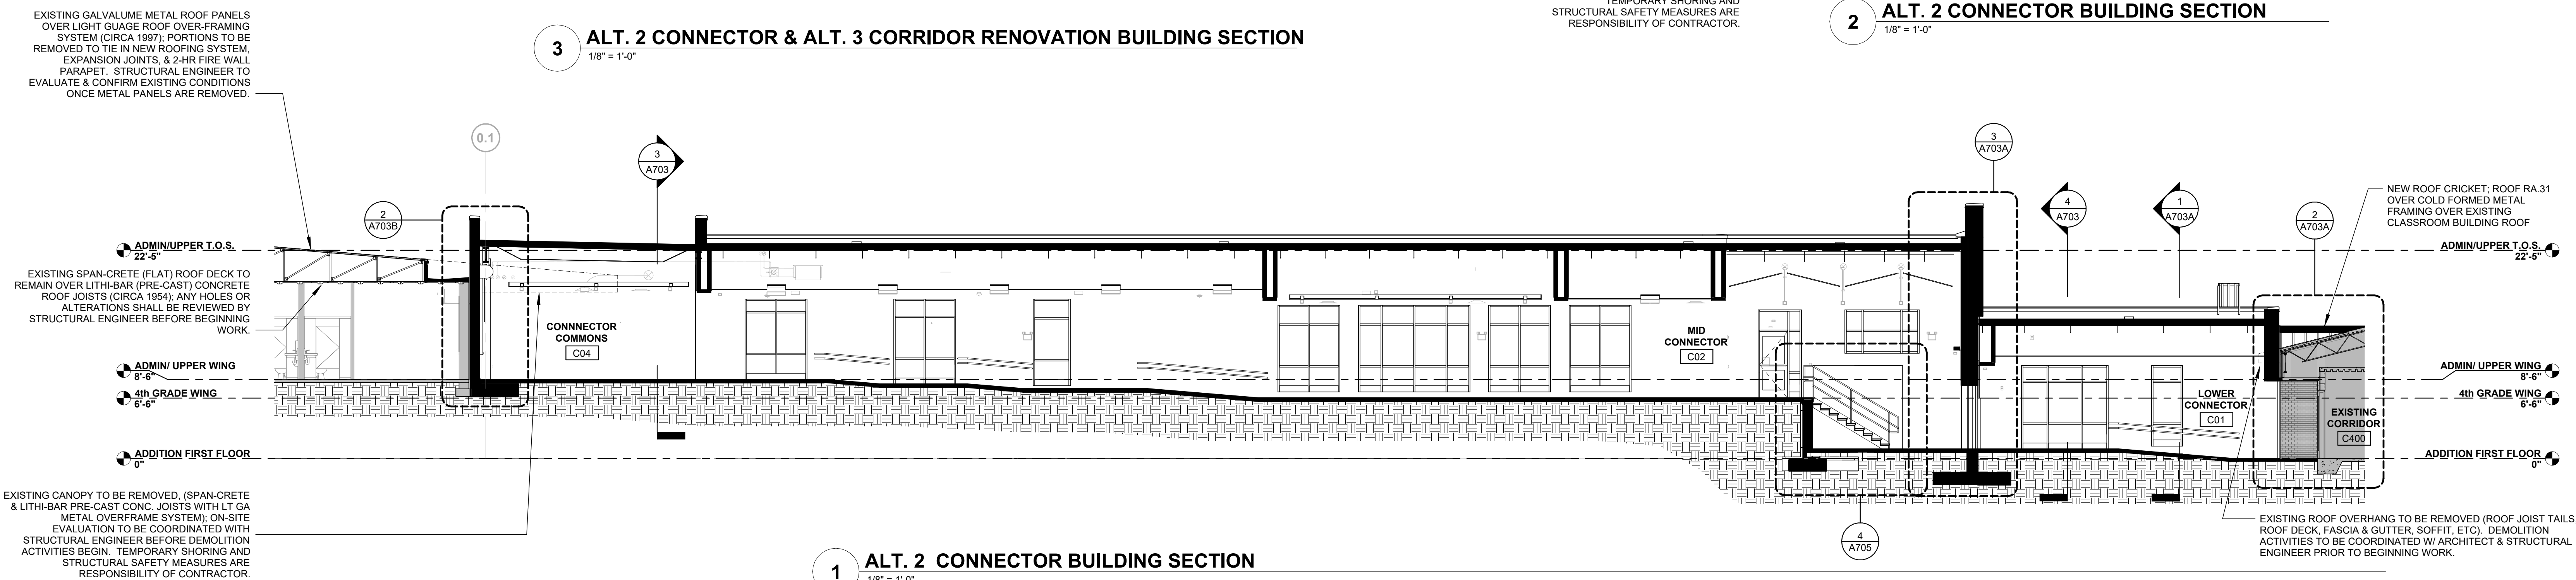 EXISTING GALVALUME METAL ROOF PANELS
OVER LIGHT GUAGE ROOF OVER-FRAMING
SYSTEM (CIRCA 1997); PORTIONS TO BE
REMOVED TO TIE IN NEW ROOFING SYSTEM,
EXPANSION JOINTS, & 2-HR FIRE WALL
PARAPET. STRUCTURAL ENGINEER TO
EVALUATE & CONFIRM EXISTING CONDITIONS
ONCE METAL PANELS ARE REMOVED.
3
ALT. 2 CONNECTOR & ALT. 3 CORRIDOR RENOVATION BUILDING SECTION
1/8" = 1'-0"
TEMPORARY SHORING AND
STRUCTURAL SAFETY MEASURES ARE
RESPONSIBILITY OF CONTRACTOR.
2
ALT. 2 CONNECTOR BUILDING SECTION
1/8" = 1'-0"
0.1
3
A703
3
A703A
2
A703B
4
A703
1
A703A
2
A703A
NEW ROOF CRICKET; ROOF RA.31
OVER COLD FORMED METAL
FRAMING OVER EXISTING
CLASSROOM BUILDING ROOF
ADMIN/UPPER T.O.S.
22'-5"
ADMIN/UPPER T.O.S.
22'-5"
EXISTING SPAN-CRETE (FLAT) ROOF DECK TO
REMAIN OVER LITHI-BAR (PRE-CAST) CONCRETE
ROOF JOISTS (CIRCA 1954); ANY HOLES OR
ALTERATIONS SHALL BE REVIEWED BY
STRUCTURAL ENGINEER BEFORE BEGINNING
WORK.
CONNNECTOR
COMMONS
C04
MID
CONNECTOR
C02
ADMIN/ UPPER WING
8'-6"
4th GRADE WING
6'-6"
ADMIN/ UPPER WING
8'-6"
4th GRADE WING
6'-6"
LOWER
CONNECTOR
C01
EXISTING
CORRIDOR
C400
ADDITION FIRST FLOOR
0"
ADDITION FIRST FLOOR
0"
EXISTING CANOPY TO BE REMOVED, (SPAN-CRETE
& LITHI-BAR PRE-CAST CONC. JOISTS WITH LT GA
METAL OVERFRAME SYSTEM); ON-SITE
EVALUATION TO BE COORDINATED WITH
STRUCTURAL ENGINEER BEFORE DEMOLITION
ACTIVITIES BEGIN. TEMPORARY SHORING AND
STRUCTURAL SAFETY MEASURES ARE
RESPONSIBILITY OF CONTRACTOR.
4
A705
EXISTING ROOF OVERHANG TO BE REMOVED (ROOF JOIST TAILS,
ROOF DECK, FASCIA & GUTTER, SOFFIT, ETC). DEMOLITION
ACTIVITIES TO BE COORDINATED W/ ARCHITECT & STRUCTURAL
ENGINEER PRIOR TO BEGINNING WORK.
1
ALT. 2 CONNECTOR BUILDING SECTION
1/8" = 1'-0"